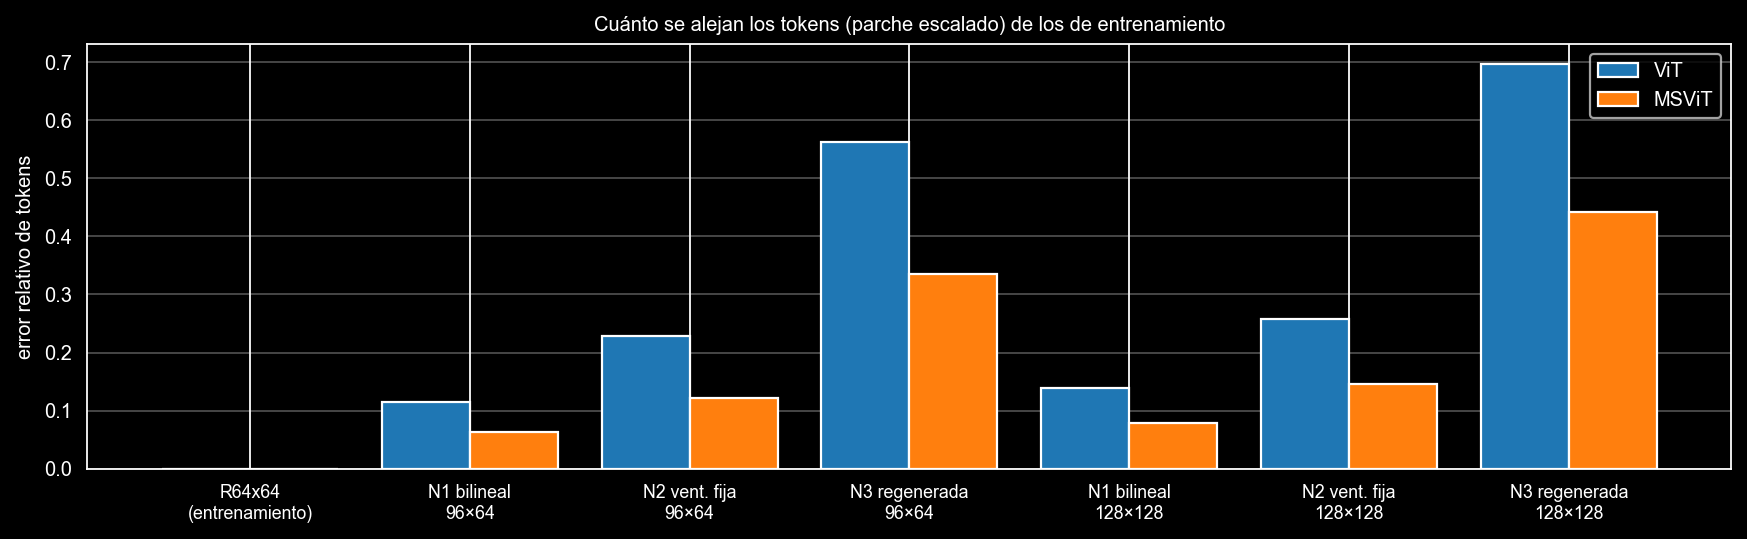 Cuánto se alejan los tokens (parche escalado) de los de entrenamiento
ViT
MSViT
error relativo de tokens
0.7
0.6
0.5
0.4
0.3
0.2
0.1
0.0
R64x64
(entrenamiento)
N1 bilineal
96×64
N2 vent. fija
96×64
N3 regenerada
96×64
N1 bilineal
128×128
N2 vent. fija
128×128
N3 regenerada
128×128